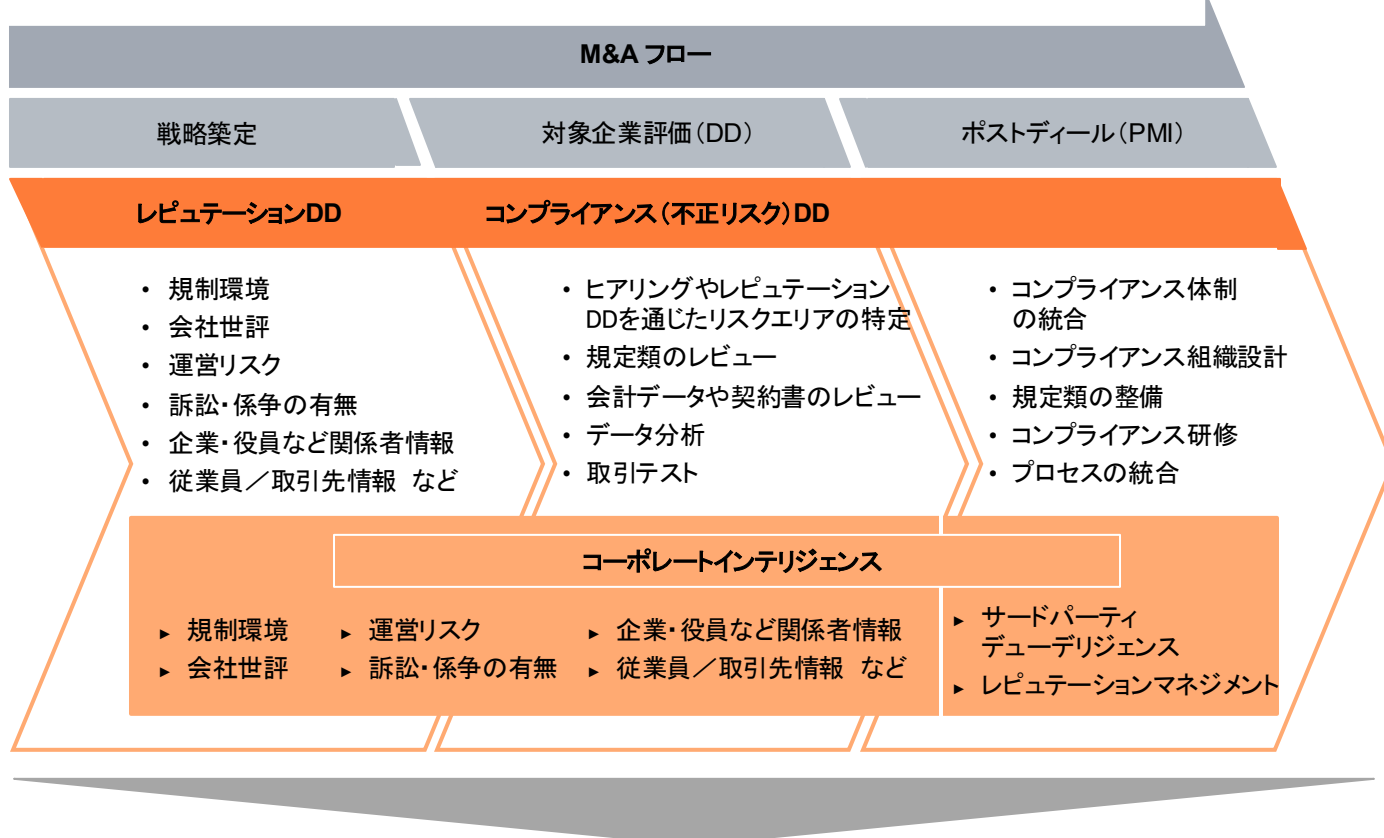 M&A フロー
戦略築定
対象企業評価（DD）
ポストディール（PMI）
レピュテーションDD
コンプライアンス（不正リスク）DD
・ 規制環境
・ 会社世評
・ 運営リスク
・ 訴訟・係争の有無
・ 企業・役員など関係者情報
・ 従業員／取引先情報 など
・ ヒアリングやレピュテーション
DDを通じたリスクエリアの特定
・ 規定類のレビュー
・ 会計データや契約書のレビュー
・ データ分析
・ 取引テスト
・ コンプライアンス体制
の統合
・ コンプライアンス組織設計
・ 規定類の整備
・ コンプライアンス研修
・ プロセスの統合
コーポレートインテリジェンス
► 規制環境
► 会社世評
► 運営リスク
► 訴訟・係争の有無
► 企業・役員など関係者情報
► 従業員／取引先情報 など
► サードパーティ
デューデリジェンス
► レピュテーションマネジメント